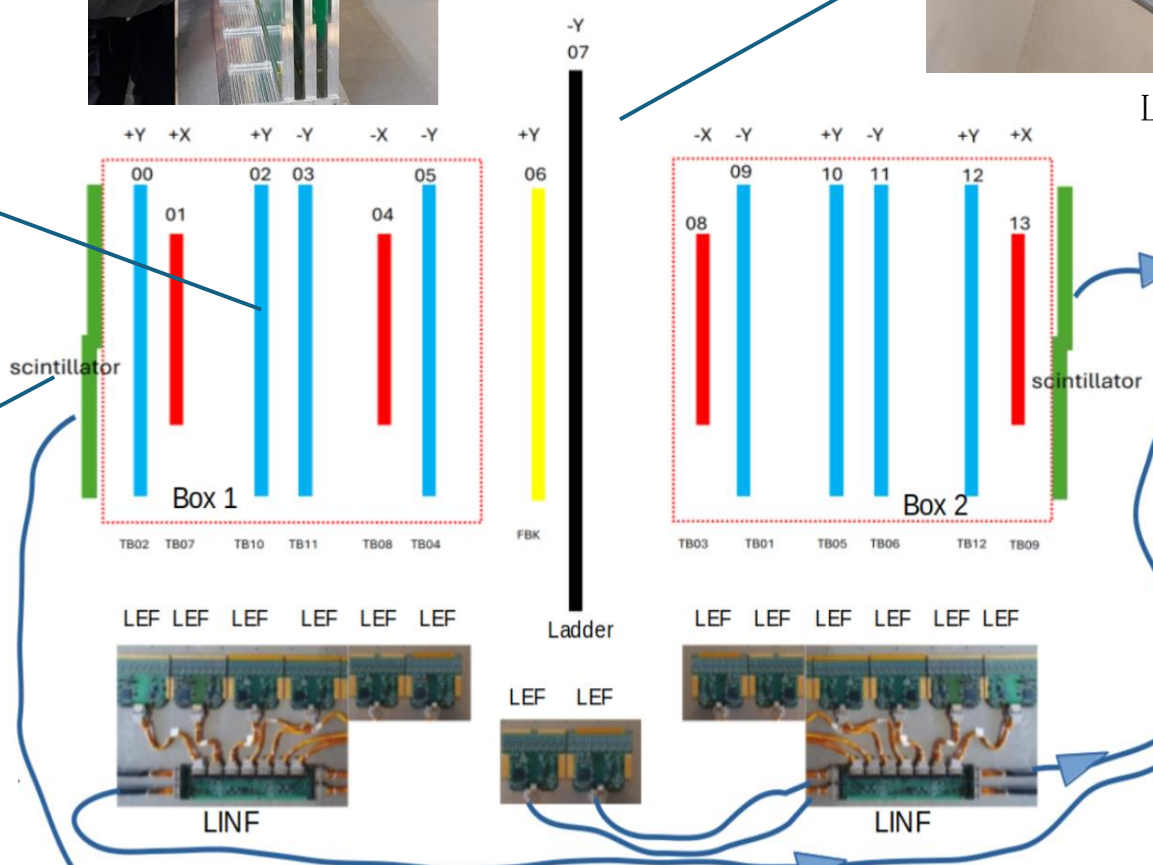 -Y
07
L
+Y +X +Y -Y -X -Y +Y -X -Y +Y -Y +Y +X
00 02 03 05 06 09 10 11 12
01 04 08 13
scintillator scintillator
Box 1 Box 2
TB02 TB07 TB10 TB11 TB08 TB04 FBK TB03 TB01 TB05 TB06 TB12 TB09
LEF LEF LEF LEF LEF LEF LEF LEF LEF LEF LEF LEF
Ladder
LEF LEF
LINF LINF